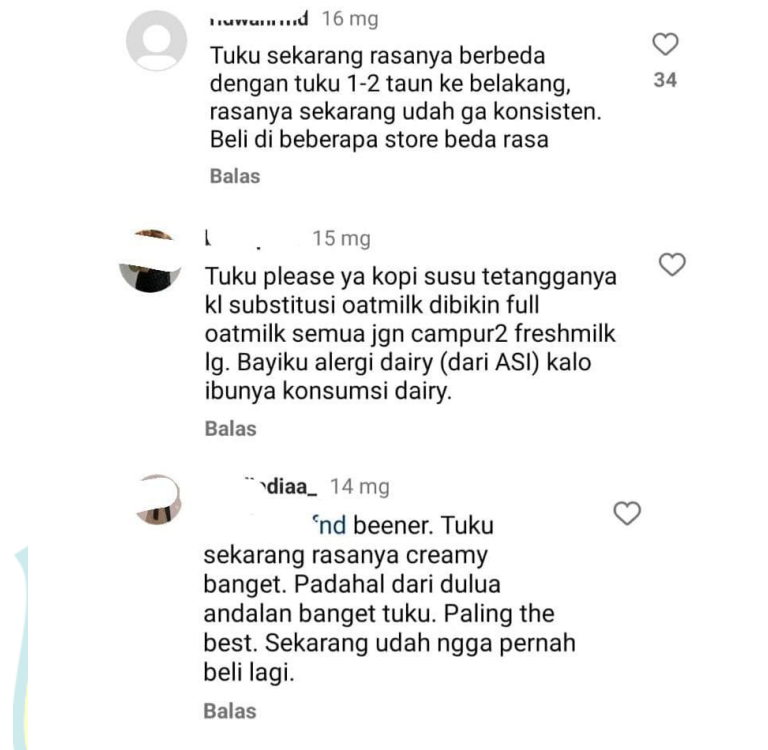 16 mg
Tuku sekarang rasanya berbeda
dengan tuku 1-2 taun ke belakang,
rasanya sekarang udah ga konsisten.
Beli di beberapa store beda rasa
34
Balas
15 mg
Tuku please ya kopi susu tetangganya
kl substitusi oatmilk dibikin full
oatmilk semua jgn campur2 freshmilk
lg. Bayiku alergi dairy (dari ASI) kalo
ibunya konsumsi dairy.
Balas
diaa_ 14 mg
nd beener. Tuku
sekarang rasanya creamy
banget. Padahal dari dulua
andalan banget tuku. Paling the
best. Sekarang udah ngga pernah
beli lagi.
Balas